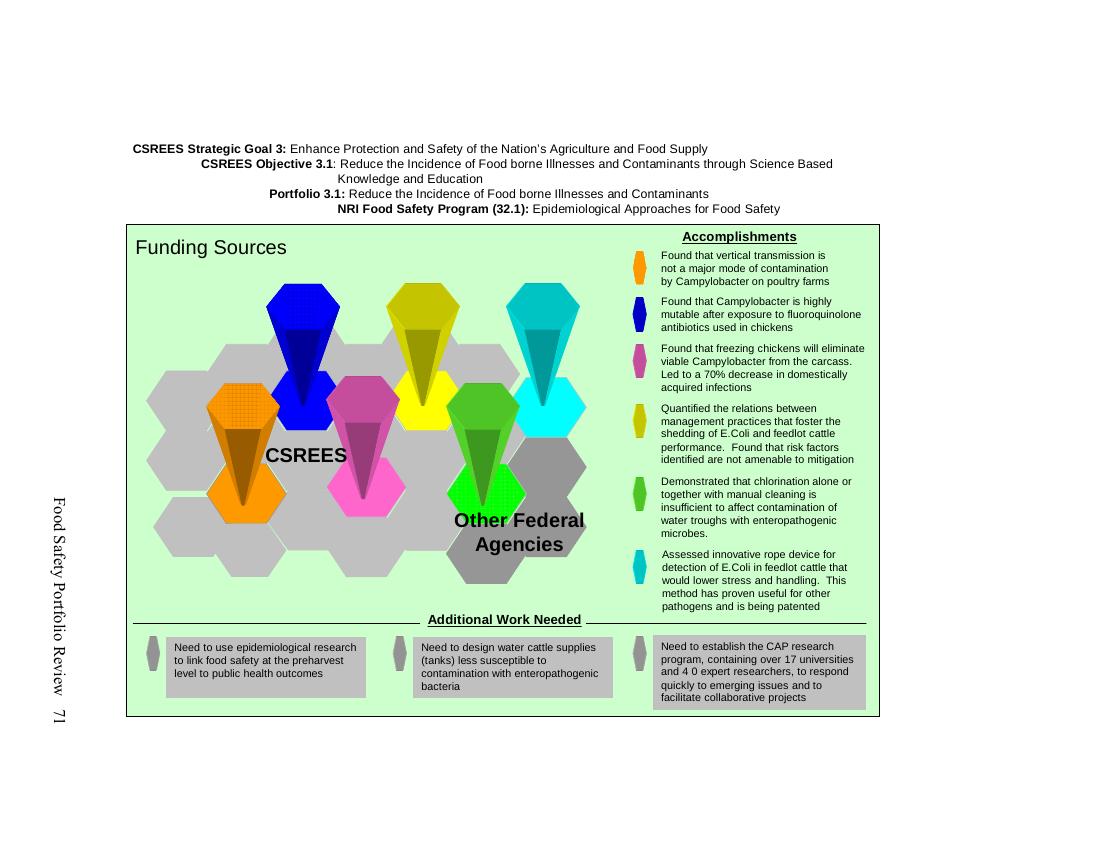 CSREES Strategic Goal 3: Enhance Protection and Safety of the Nation's Agriculture and Food Supply
CSREES Objective 3.1: Reduce the Incidence of Food borne Illnesses and Contaminants through Science Based
Knowledge and Education
Portfolio 3.1: Reduce the Incidence of Food borne Illnesses and Contaminants
NRI Food Safety Program (32.1): Epidemiological Approaches for Food Safety
Funding Sources
CSREES
Other Federal
Agencies
Accomplishments
Found that vertical transmission is
not a major mode of contamination
by Campylobacter on poultry farms
Found that Campylobacter is highly
mutable after exposure to fluoroquinolone
antibiotics used in chickens
Found that freezing chickens will eliminate
viable Campylobacter from the carcass.
Led to a 70% decrease in domestically
acquired infections
Quantified the relations between
management practices that foster the
shedding of E.Coli and feedlot cattle
performance.  Found that risk factors
identified are not amenable to mitigation
Demonstrated that chlorination alone or
together with manual cleaning is
insufficient to affect contamination of
water troughs with enteropathogenic
microbes.
Assessed innovative rope device for
detection of E.Coli in feedlot cattle that
would lower stress and handling.  This
method has proven useful for other
pathogens and is being patented
Additional Work Needed
Need to use epidemiological research
to link food safety at the preharvest
level to public health outcomes
Need to design water cattle supplies
(tanks) less susceptible to
contamination with enteropathogenic
bacteria
Need to establish the CAP research
program, containing over 17 universities
and 4 0 expert researchers, to respond
quickly to emerging issues and to
facilitate collaborative projects
Food Safety Portfolio Review 71